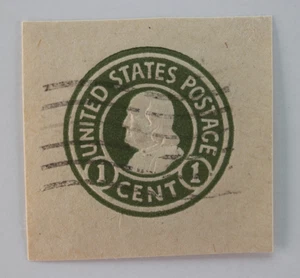 UNITED STATES POSTAGE
1 CENT 1